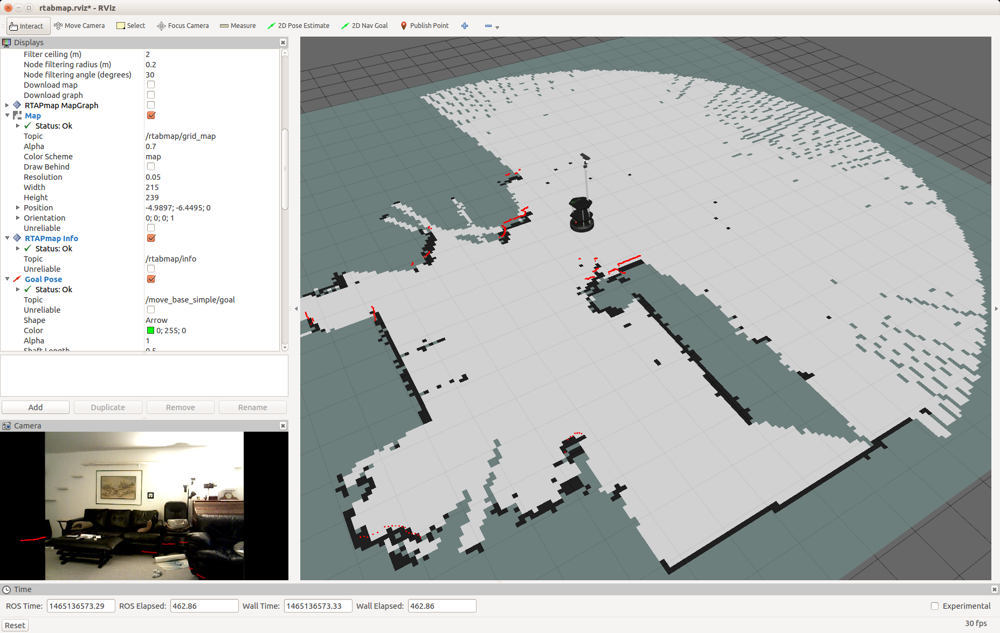 rtabmap.rviz* - RViz
Interact Move Camera Select Focus Camera Measure 2D Pose Estimate 2D Nav Goal Publish Point
Displays
Filter ceiling (m) 2
Node filtering radius (m) 0.2
Node filtering angle (degrees) 30
Download map
Download graph
RTAPmap MapGraph
Map
Status: Ok
Topic /rtabmap/grid_map
Alpha 0.7
Color Scheme map
Draw Behind
Resolution 0.05
Width 215
Height 239
Position -4.9897; -6.4495; 0
Orientation 0; 0; 0; 1
Unreliable
RTAPmap Info
Status: Ok
Topic /rtabmap/info
Unreliable
Goal Pose
Status: Ok
Topic /move_base_simple/goal
Unreliable
Shape Arrow
Color 0; 255; 0
Alpha 1
Shaft Length 0.5
Add Duplicate Remove Rename
Camera
Time
ROS Time: 1465136573.29 ROS Elapsed: 462.86 Wall Time: 1465136573.33 Wall Elapsed: 462.86 Experimental
Reset 30 fps